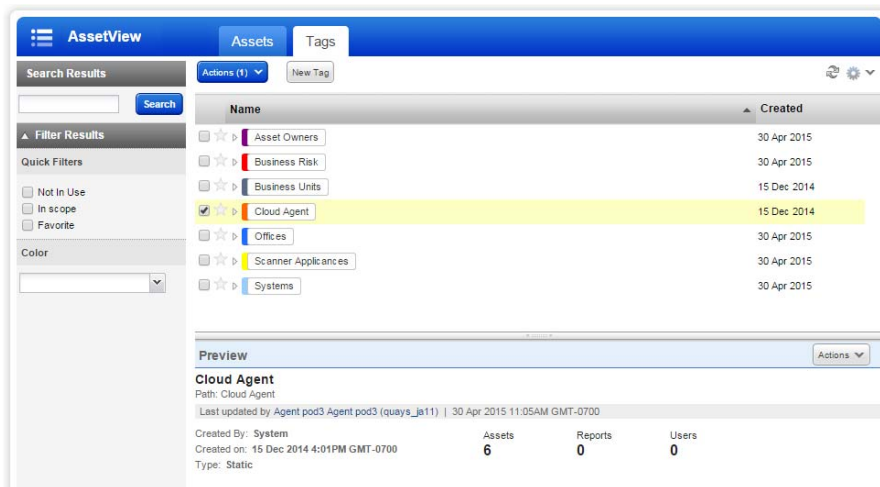 AssetView
Assets
Tags
Search Results
Actions (1)
New Tag
Search
Name
Created
Filter Results
Asset Owners
30 Apr 2015
Quick Filters
Business Risk
30 Apr 2015
Not In Use
Business Units
15 Dec 2014
In scope
Cloud Agent
15 Dec 2014
Favorite
Offices
30 Apr 2015
Color
Scanner Applicances
30 Apr 2015
Systems
30 Apr 2015
Preview
Actions
Cloud Agent
Path: Cloud Agent
Last updated by Agent pod3 Agent pod3 (quays_ja11) | 30 Apr 2015 11:05AM GMT-0700
Created By: System
Assets
Reports
Users
Created on: 15 Dec 2014 4:01PM GMT-0700
6
0
0
Type: Static